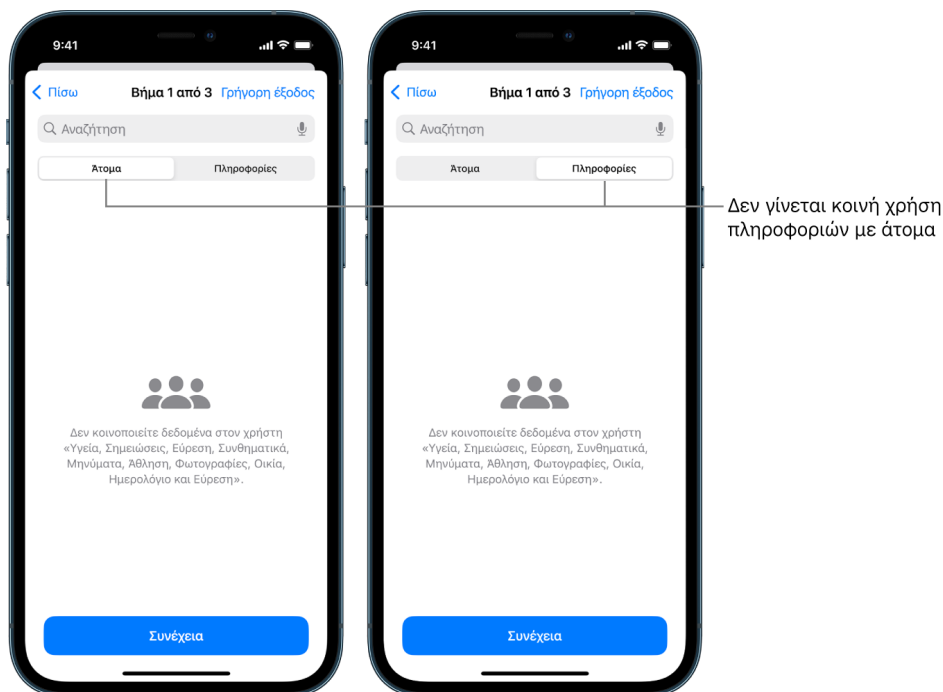 9:41
Πίσω
Βήμα 1 από 3
Γρήγορη έξοδος
Αναζήτηση
Άτομα
Πληροφορίες
Δεν κοινοποιείτε δεδομένα στον χρήστη
«Υγεία, Σημειώσεις, Εύρεση, Συνθηματικά,
Μηνύματα, Άθληση, Φωτογραφίες, Οικία,
Ημερολόγιο και Εύρεση».
Συνέχεια
9:41
Πίσω
Βήμα 1 από 3
Γρήγορη έξοδος
Αναζήτηση
Άτομα
Πληροφορίες
Δεν κοινοποιείτε δεδομένα στον χρήστη
«Υγεία, Σημειώσεις, Εύρεση, Συνθηματικά,
Μηνύματα, Άθληση, Φωτογραφίες, Οικία,
Ημερολόγιο και Εύρεση».
Συνέχεια
Δεν γίνεται κοινή χρήση
πληροφοριών με άτομα